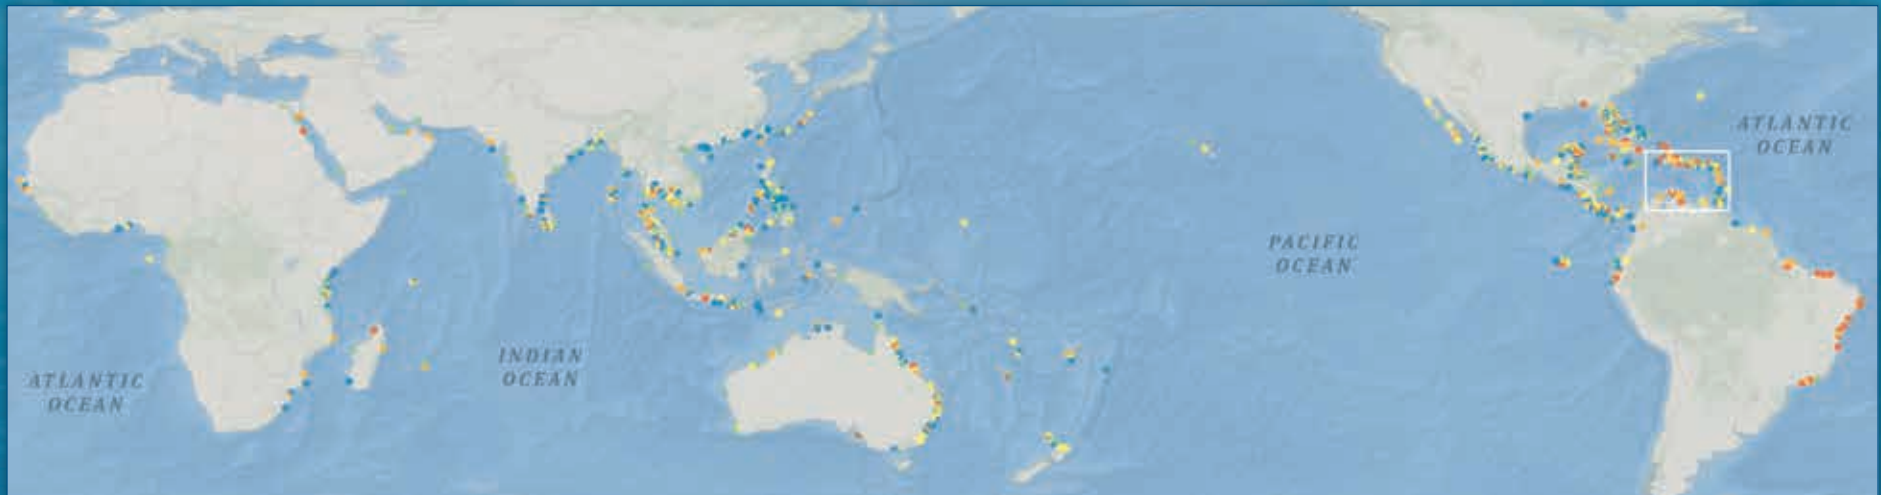 ATLANTIC
OCEAN
PACIFIC
OCEAN
INDIAN
OCEAN
ATLANTIC
OCEAN